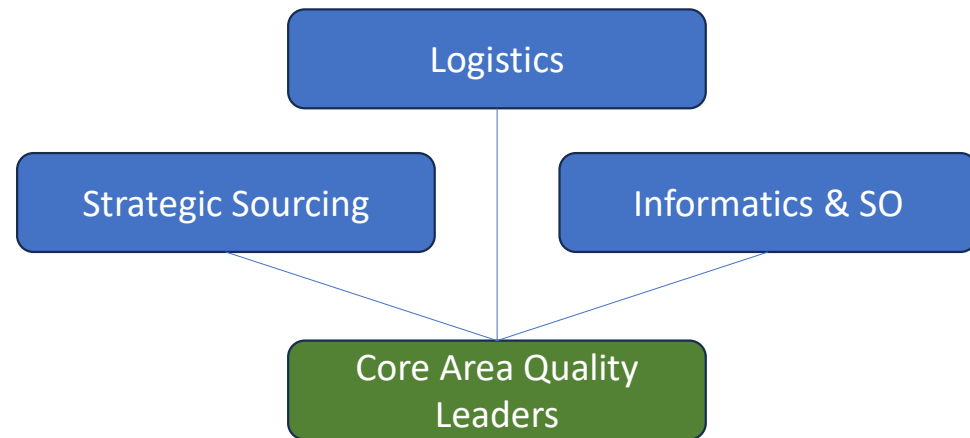 Logistics
Strategic Sourcing
Informatics & SO
Core Area Quality
Leaders